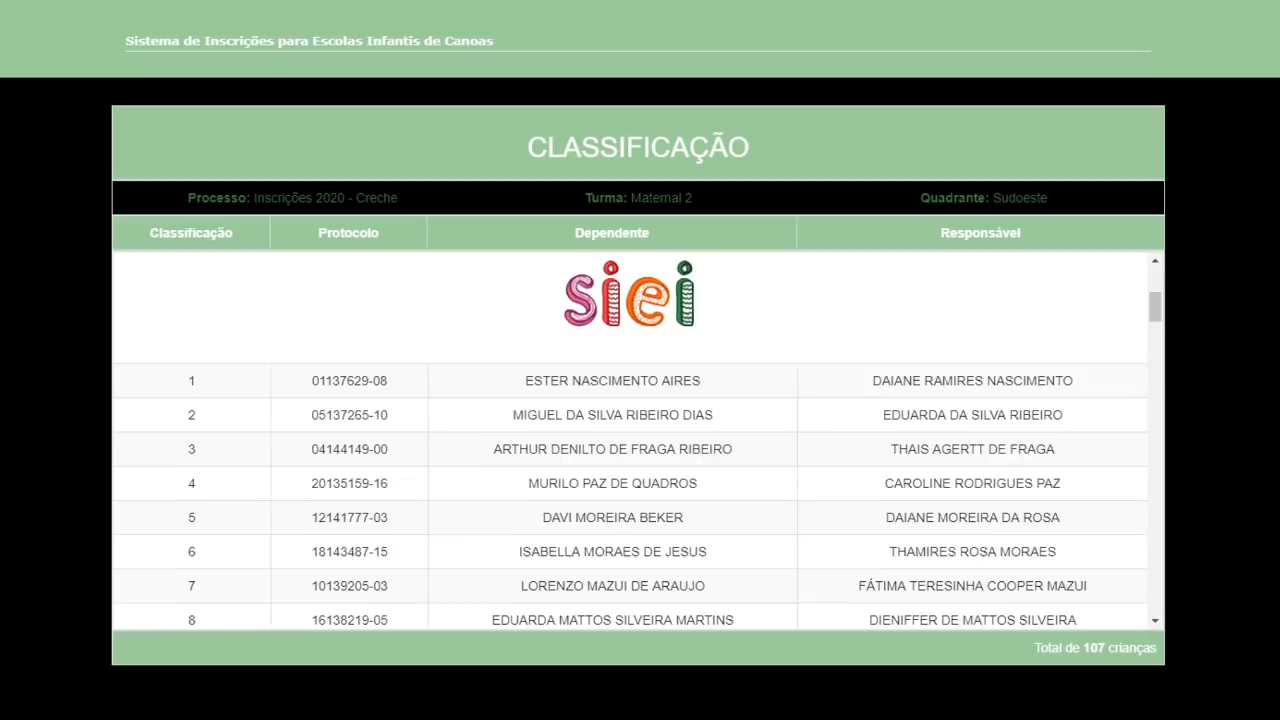 Sistema de Inscrições para Escolas Infantis de Canoas
CLASSIFICAÇÃO
Processo: Inscrições 2020 - Creche Turma: Maternal 2 Quadrante: Sudoeste
Classificação Protocolo Dependente Responsável
siei
1 01137629-08 ESTER NASCIMENTO AIRES DAIANE RAMIRES NASCIMENTO
2 05137265-10 MIGUEL DA SILVA RIBEIRO DIAS EDUARDA DA SILVA RIBEIRO
3 04144149-00 ARTHUR DENILTO DE FRAGA RIBEIRO THAIS AGERTT DE FRAGA
4 20135159-16 MURILO PAZ DE QUADROS CAROLINE RODRIGUES PAZ
5 12141777-03 DAVI MOREIRA BEKER DAIANE MOREIRA DA ROSA
6 18143487-15 ISABELLA MORAES DE JESUS THAMIRES ROSA MORAES
7 10139205-03 LORENZO MAZUI DE ARAUJO FÁTIMA TERESINHA COOPER MAZUI
8 16138219-05 EDUARDA MATTOS SILVEIRA MARTINS DIENIFFER DE MATTOS SILVEIRA
Total de 107 crianças